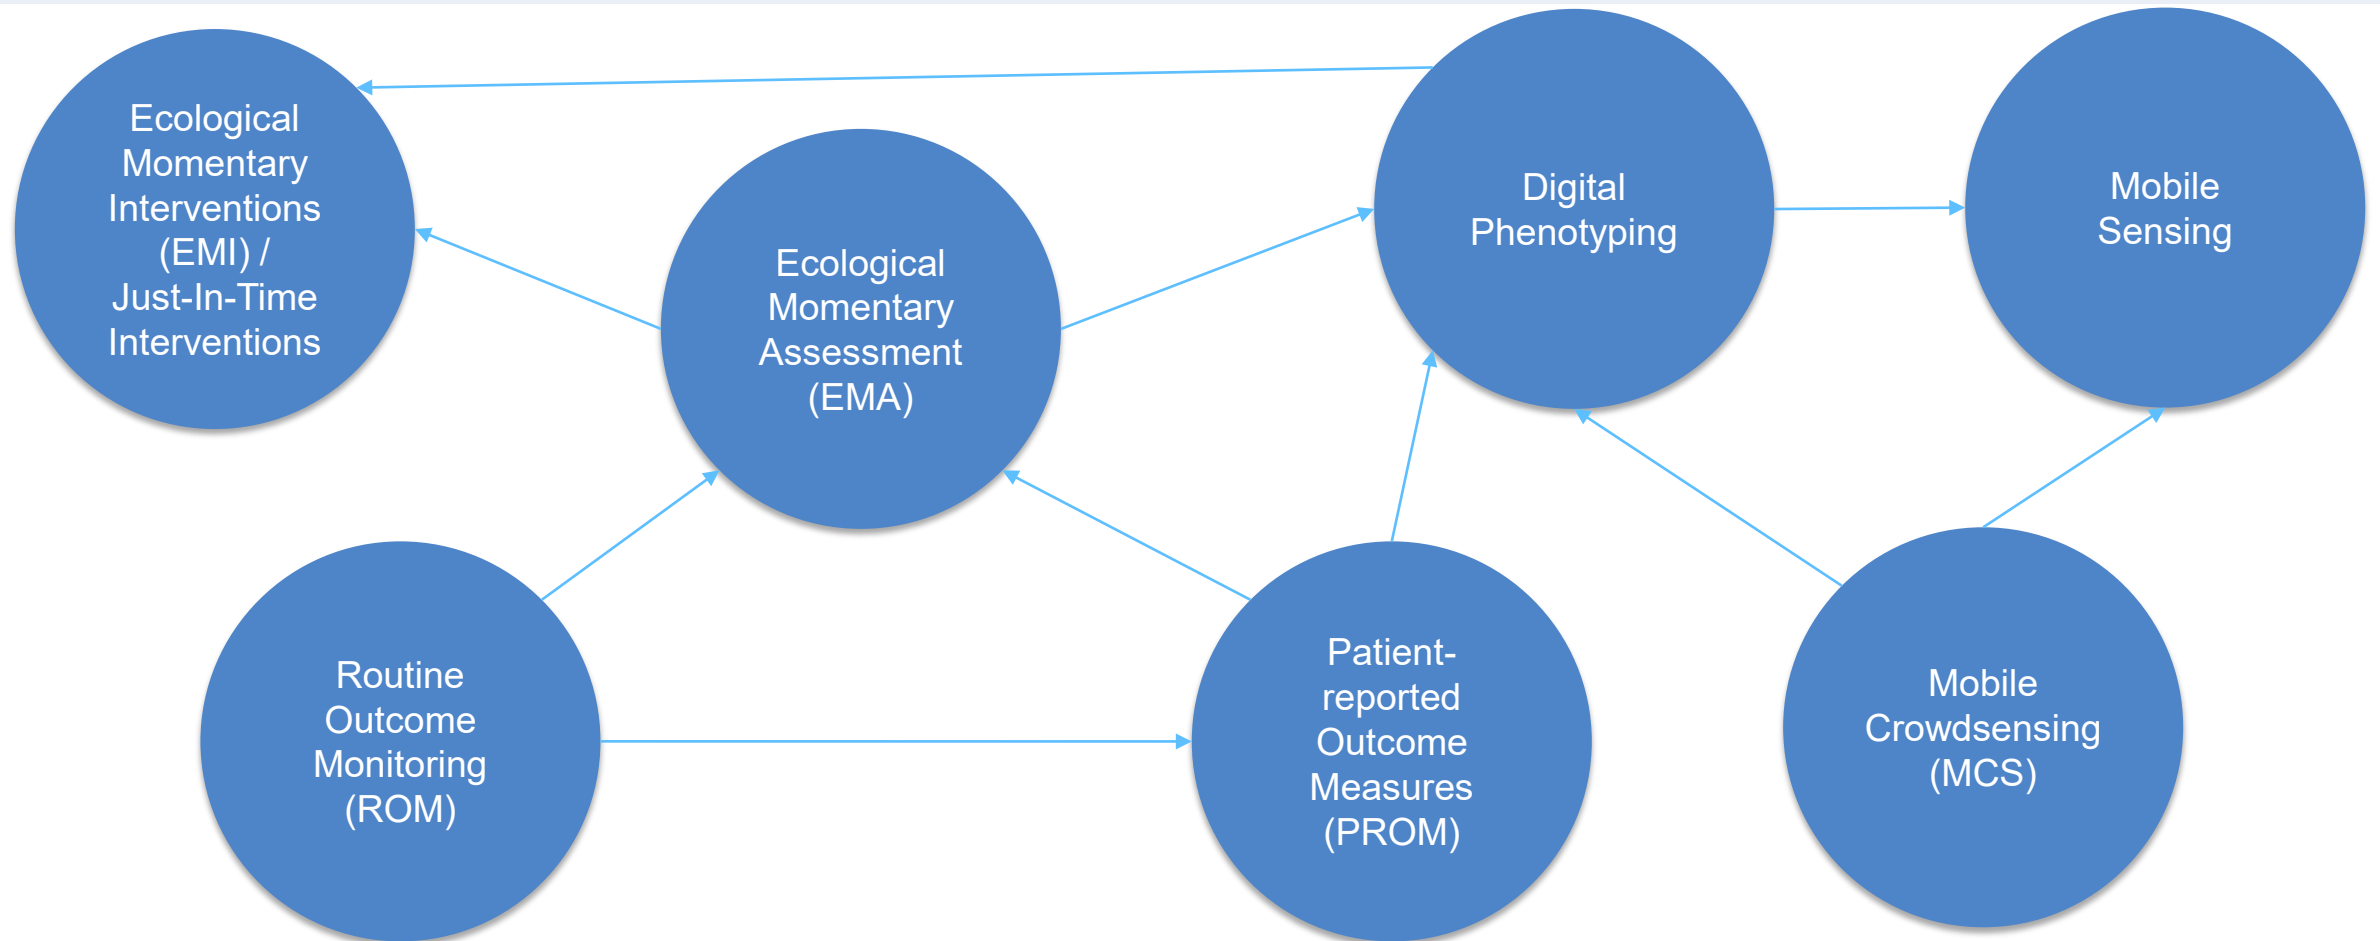 Ecological
Momentary
Interventions
(EMI) /
Just-In-Time
Interventions
Ecological
Momentary
Assessment
(EMA)
Digital
Phenotyping
Mobile
Sensing
Routine
Outcome
Monitoring
(ROM)
Patient-
reported
Outcome
Measures
(PROM)
Mobile
Crowdsensing
(MCS)